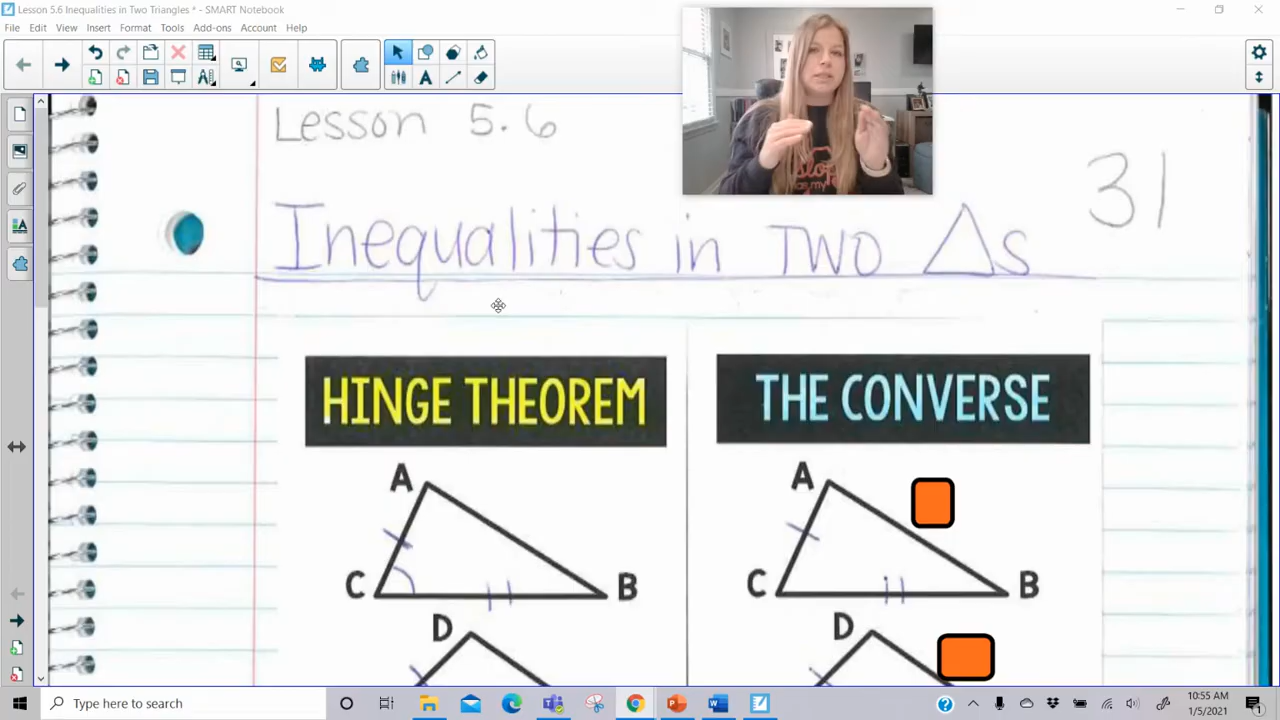 Lesson 5.6 Inequalities in Two Triangles * - SMART Notebook
File Edit View Insert Format Tools Add-ons Account Help
Lesson 5.6
31
Inequalities in TWO △s
HINGE THEOREM
THE CONVERSE
A
A
C
B
C
B
D
D
Type here to search
10:55 AM
1/5/2021
1